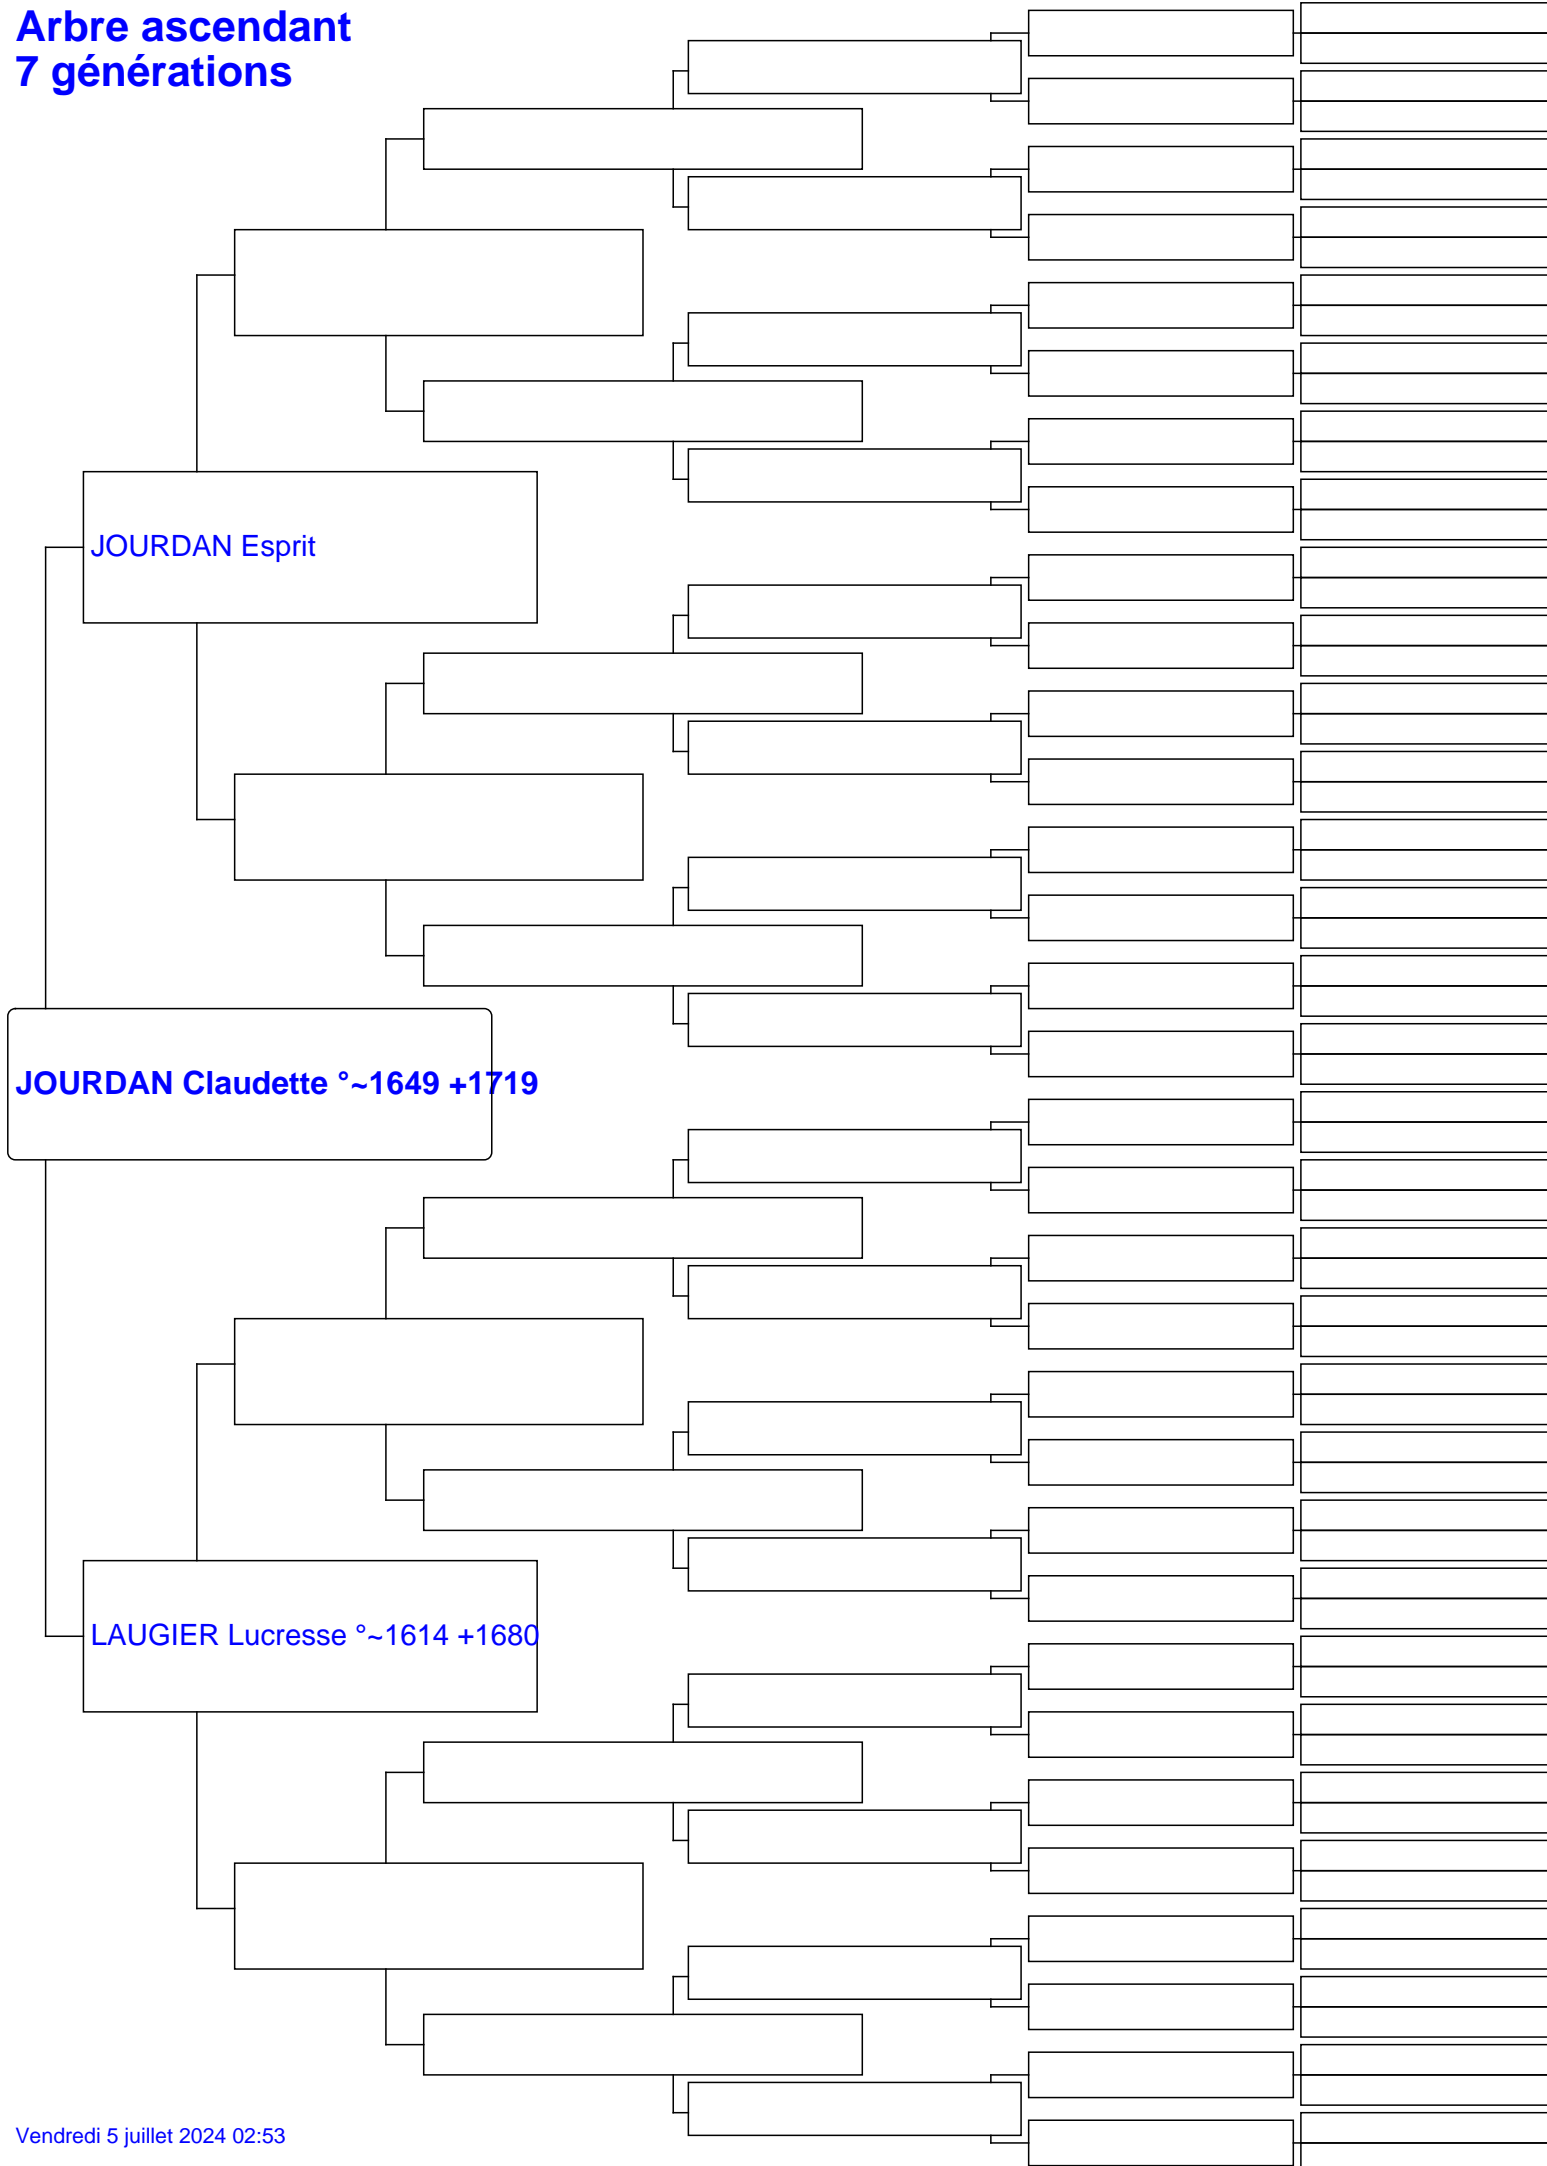 Arbre ascendant
7 générations
JOURDAN Esprit
JOURDAN Claudette °~1649 +1719
LAUGIER Lucresse °~1614 +1680
Vendredi 5 juillet 2024 02:53